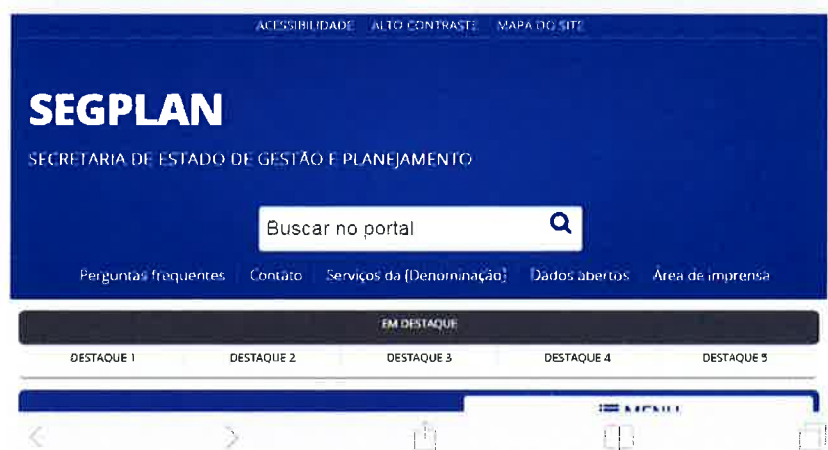 ACESSIBILIDADE ALTO CONTRASTE MAPA DO SITE
SEGPLAN
SECRETARIA DE ESTADO DE GESTÃO E PLANEJAMENTO
Buscar no portal
Perguntas frequentes Contato Serviços da [Denominação] Dados abertos Área de imprensa
EM DESTAQUE
DESTAQUE 1 DESTAQUE 2 DESTAQUE 3 DESTAQUE 4 DESTAQUE 5
MENU